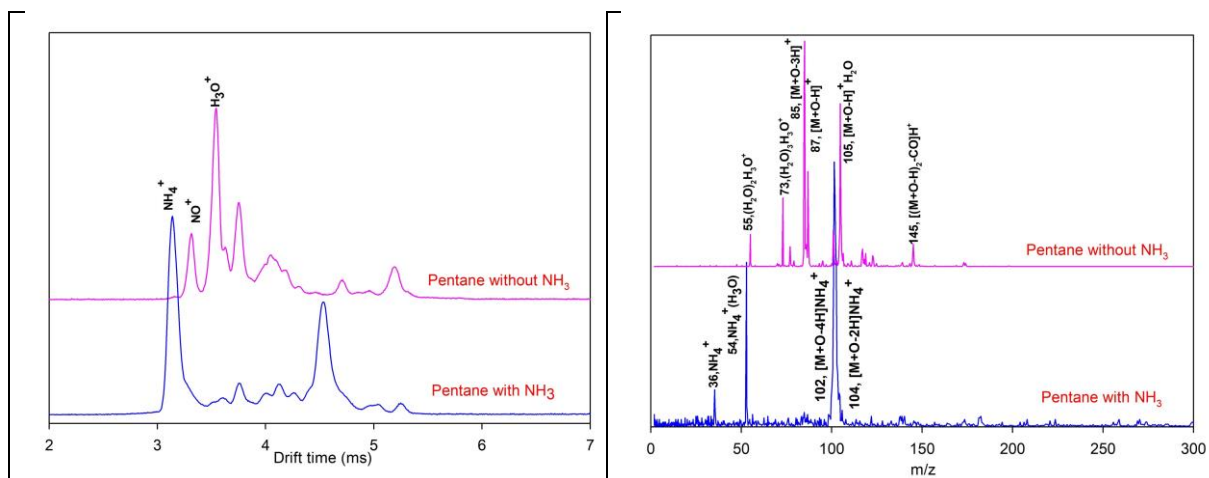 NH₄⁺
NO⁺
H₃O⁺
Pentane without NH₃
Pentane with NH3
2 3 4 5 6 7
Drift time (ms)
36,NH₄⁺
54,NH₄⁺(H₃O)
55,(H₂O)₂H₃O⁺
73,(H₂O)₃H₃O⁺
85, [M+O-3H]⁺
87, [M+O-H]⁺
105, [M+O-H]⁺H₂O
145, [(M+O-H)₂-CO]H⁺
Pentane without NH₃
102, [M+O-4H]NH₄⁺
104, [M+O-2H]NH₄⁺
Pentane with NH₃
0 50 100 150 200 250 300
m/z